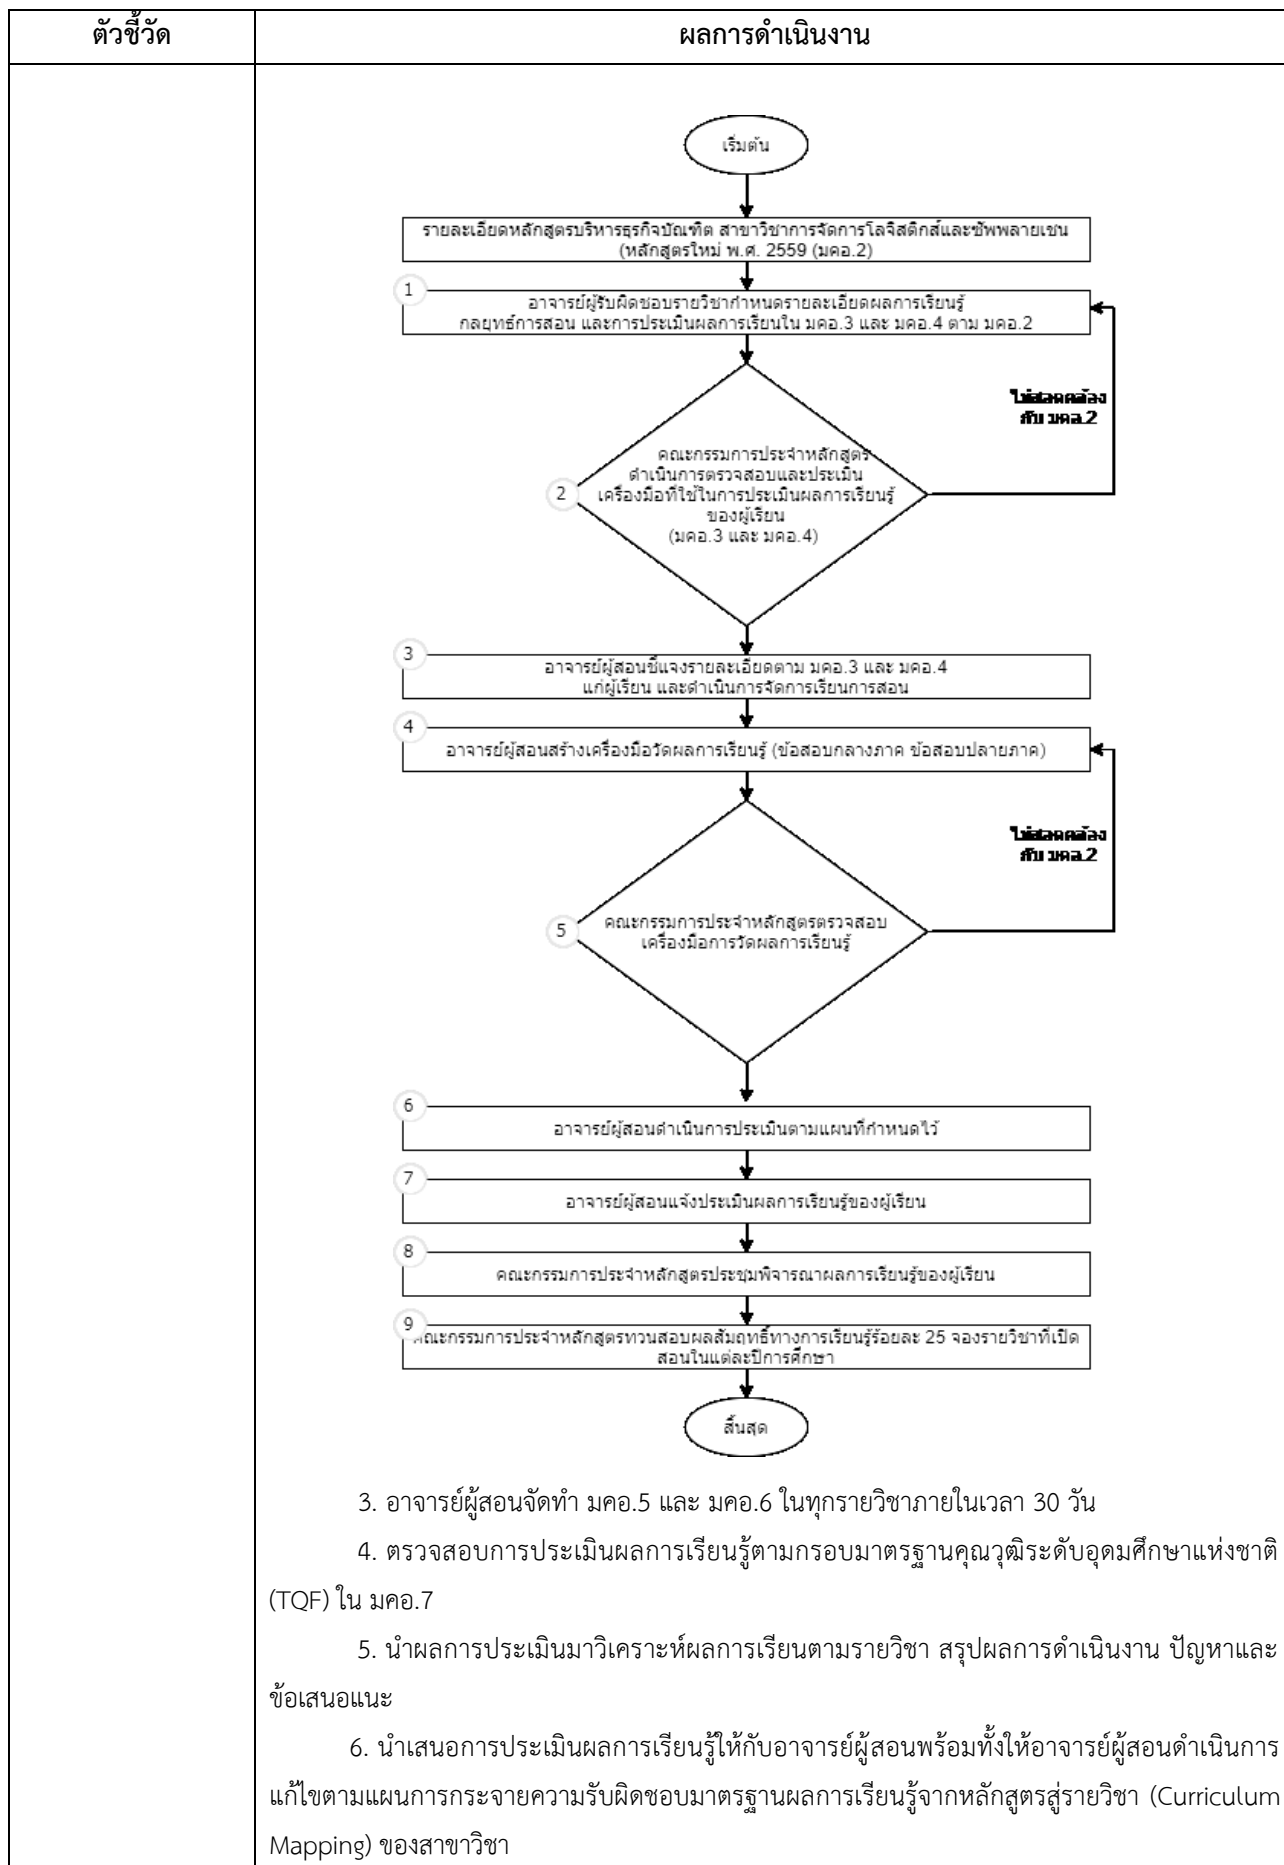 ตัวชี้วัด
ผลการดำเนินงาน
เริ่มต้น
รายละเอียดหลักสูตรบริหารธุรกิจบัณฑิต สาขาวิชาการจัดการโลจิสติกส์และซัพพลายเชน
(หลักสูตรใหม่ พ.ศ. 2559 (มคอ.2)
1
อาจารย์ผู้รับผิดชอบรายวิชากำหนดรายละเอียดผลการเรียนรู้
กลยุทธ์การสอน และการประเมินผลการเรียนใน มคอ.3 และ มคอ.4 ตาม มคอ.2
ไม่สอดคล้อง
กับ มคอ.2
2
คณะกรรมการประจำหลักสูตร
ดำเนินการตรวจสอบและประเมิน
เครื่องมือที่ใช้ในการประเมินผลการเรียนรู้
ของผู้เรียน
(มคอ.3 และ มคอ.4)
3
อาจารย์ผู้สอนชี้แจงรายละเอียดตาม มคอ.3 และ มคอ.4
แก่ผู้เรียน และดำเนินการจัดการเรียนการสอน
4
อาจารย์ผู้สอนสร้างเครื่องมือวัดผลการเรียนรู้ (ข้อสอบกลางภาค ข้อสอบปลายภาค)
ไม่สอดคล้อง
กับ มคอ.2
5
คณะกรรมการประจำหลักสูตรตรวจสอบ
เครื่องมือการวัดผลการเรียนรู้
6
อาจารย์ผู้สอนดำเนินการประเมินตามแผนที่กำหนดไว้
7
อาจารย์ผู้สอนแจ้งประเมินผลการเรียนรู้ของผู้เรียน
8
คณะกรรมการประจำหลักสูตรประชุมพิจารณาผลการเรียนรู้ของผู้เรียน
9
คณะกรรมการประจำหลักสูตรทวนสอบผลสัมฤทธิ์ทางการเรียนรู้ร้อยละ 25 จองรายวิชาที่เปิด
สอนในแต่ละปีการศึกษา
สิ้นสุด
3. อาจารย์ผู้สอนจัดทำ มคอ.5 และ มคอ.6 ในทุกรายวิชาภายในเวลา 30 วัน
4. ตรวจสอบการประเมินผลการเรียนรู้ตามกรอบมาตรฐานคุณวุฒิระดับอุดมศึกษาแห่งชาติ
(TQF) ใน มคอ.7
5. นำผลการประเมินมาวิเคราะห์ผลการเรียนตามรายวิชา สรุปผลการดำเนินงาน ปัญหาและ
ข้อเสนอแนะ
6. นำเสนอการประเมินผลการเรียนรู้ให้กับอาจารย์ผู้สอนพร้อมทั้งให้อาจารย์ผู้สอนดำเนินการ
แก้ไขตามแผนการกระจายความรับผิดชอบมาตรฐานผลการเรียนรู้จากหลักสูตรสู่รายวิชา (Curriculum
Mapping) ของสาขาวิชา